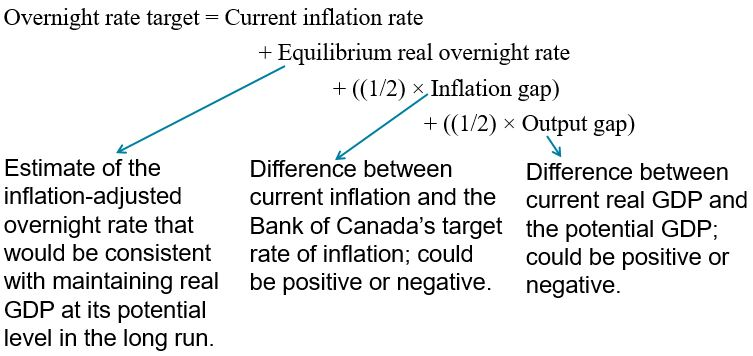 Overnight rate target = Current inflation rate
+ Equilibrium real overnight rate
+ ((1/2) × Inflation gap)
+ ((1/2) × Output gap)
Estimate of the
inflation-adjusted
overnight rate that
would be consistent
with maintaining real
GDP at its potential
level in the long run.
Difference between
current inflation and the
Bank of Canada’s target
rate of inflation; could
be positive or negative.
Difference between
current real GDP and
the potential GDP;
could be positive or
negative.